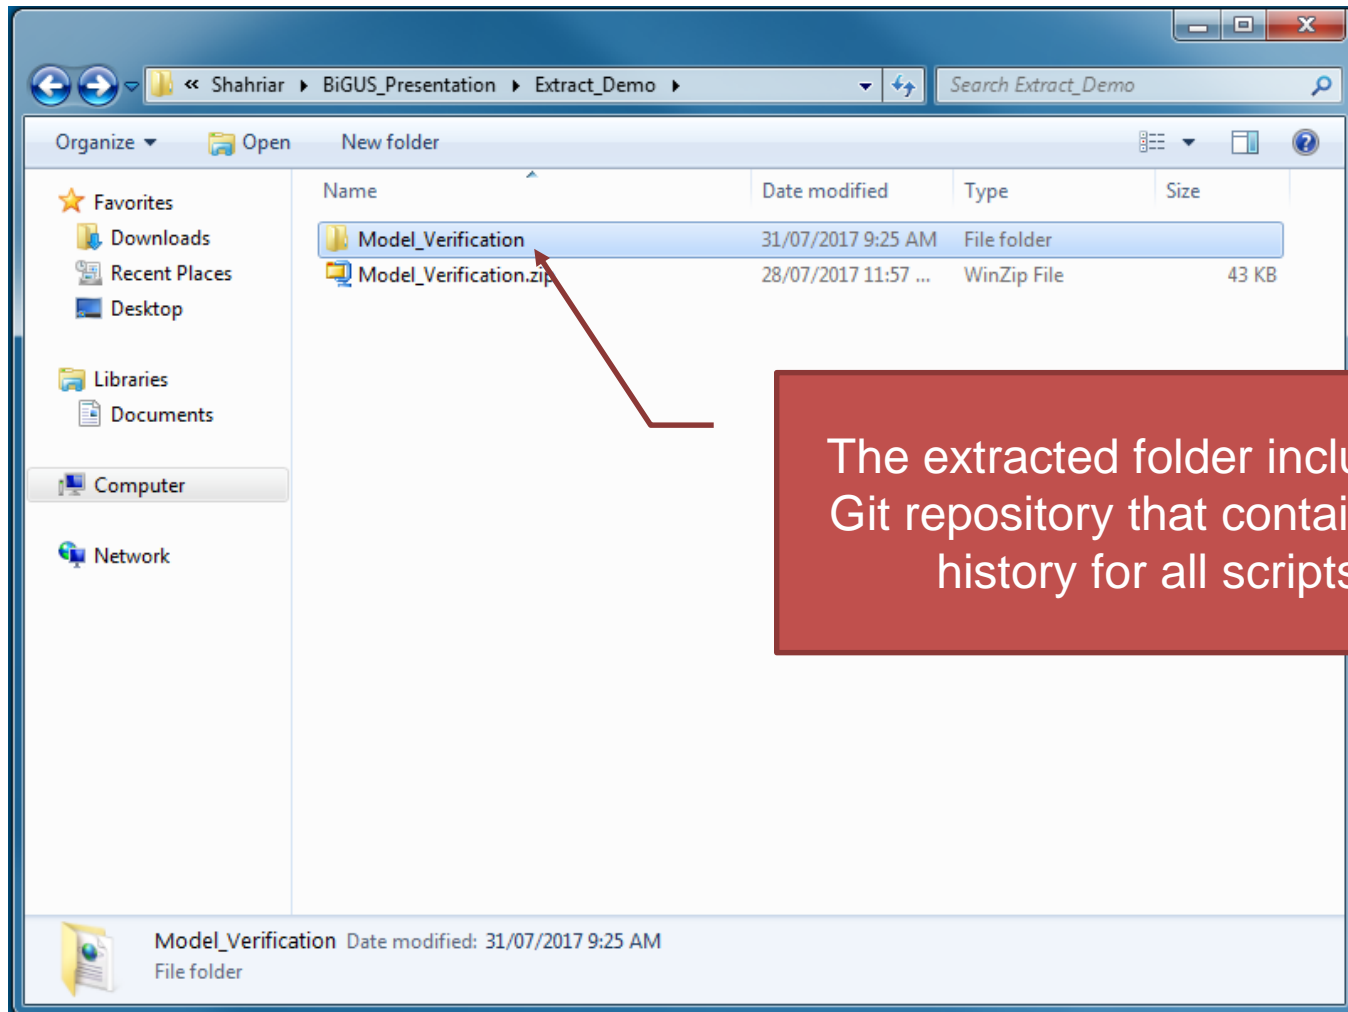 « Shahriar BiGUS_Presentation Extract_Demo Search Extract_Demo
Organize Open New folder
Favorites
Downloads
Recent Places
Desktop
Libraries
Documents
Computer
Network
Name Date modified Type Size
Model_Verification 31/07/2017 9:25 AM File folder
Model_Verification.zip 28/07/2017 11:57 ... WinZip File 43 KB
The extracted folder inclu
Git repository that contai
history for all scripts
Model_Verification Date modified: 31/07/2017 9:25 AM
File folder